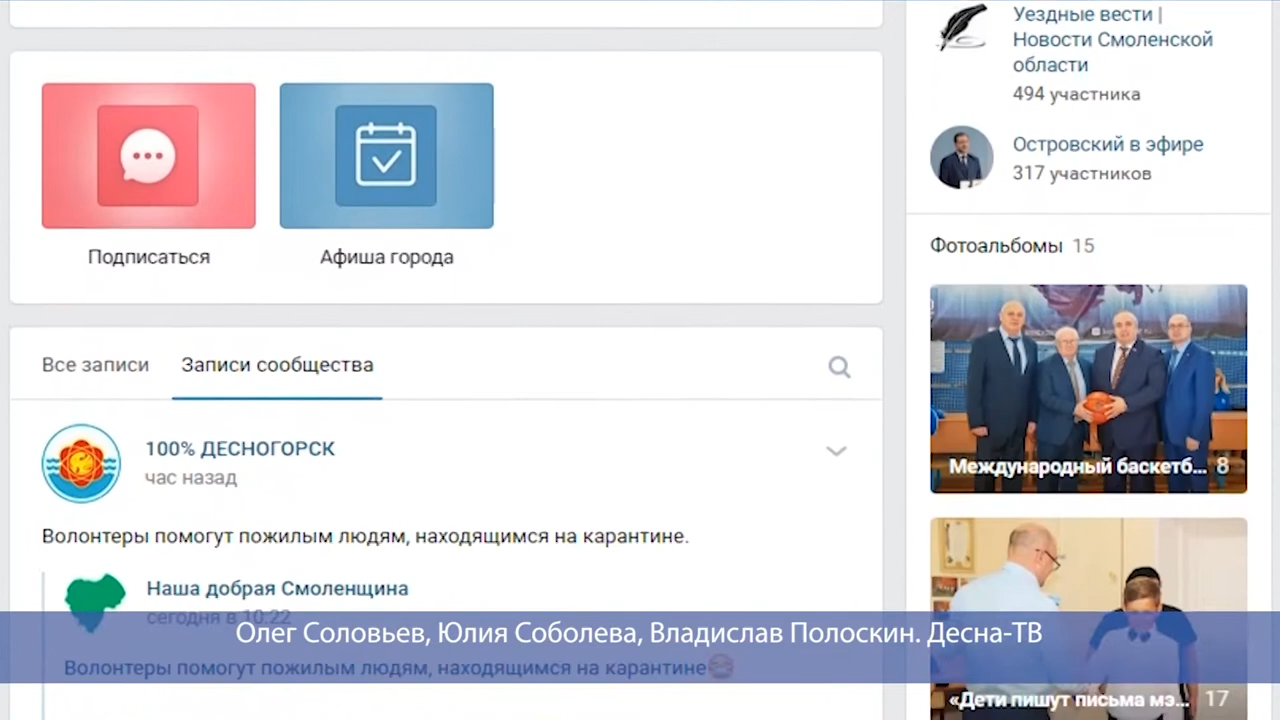 Уездные вести |
Новости Смоленской
области
494 участника
Островский в эфире
317 участников
Подписаться
Афиша города
Фотоальбомы 15
Международный баскетб... 8
«Дети пишут письма мэ... 17
Все записи
Записи сообщества
100% ДЕСНОГОРСК
час назад
Волонтеры помогут пожилым людям, находящимся на карантине.
Наша добрая Смоленщина
сегодня в 10:22
Олег Соловьев, Юлия Соболева, Владислав Полоскин. Десна-ТВ
Волонтеры помогут пожилым людям, находящимся на карантине